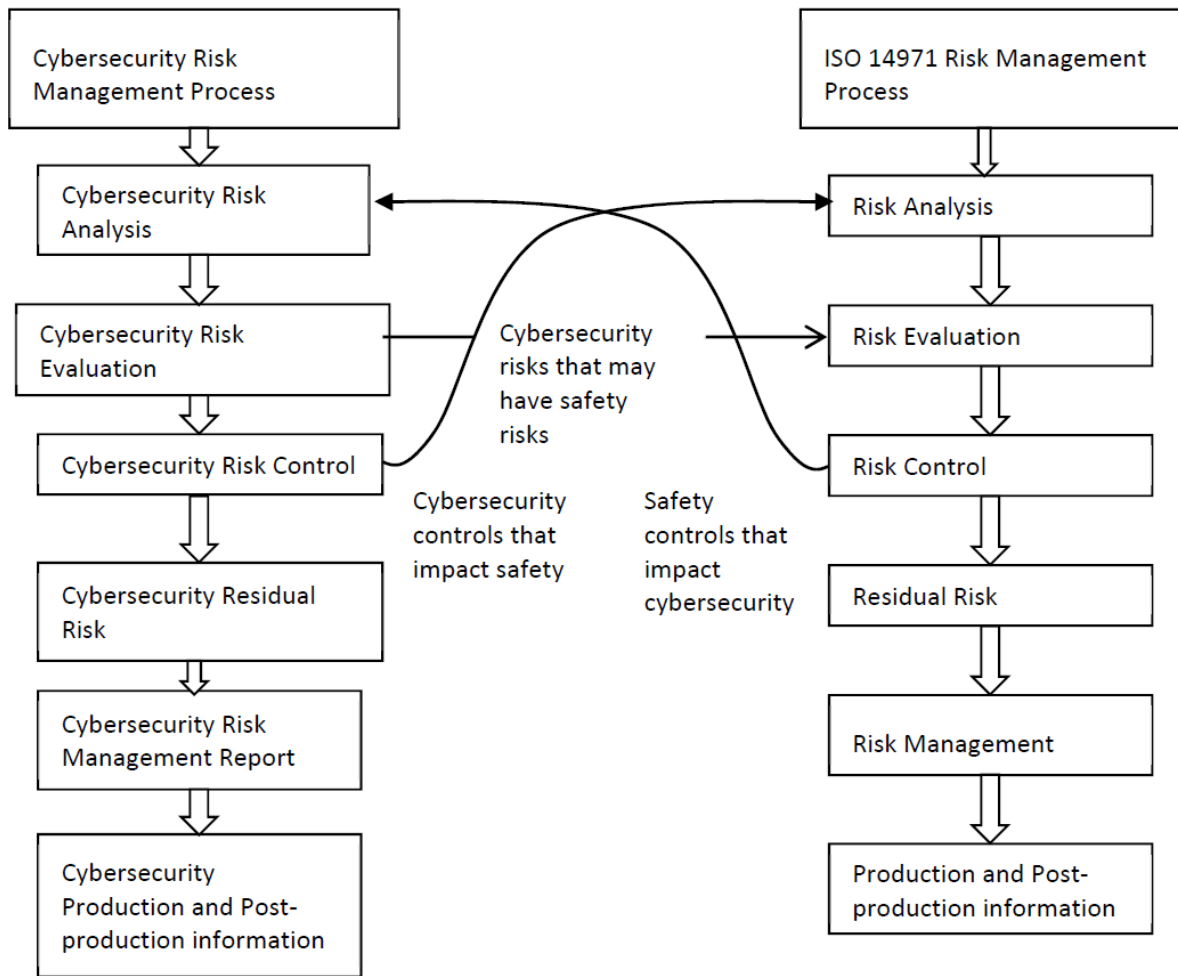 Cybersecurity Risk
Management Process
ISO 14971 Risk Management
Process
Cybersecurity Risk
Analysis
Risk Analysis
Cybersecurity Risk
Evaluation
Cybersecurity
risks that may
have safety
risks
Risk Evaluation
Cybersecurity Risk Control
Risk Control
Cybersecurity
controls that
impact safety
Safety
controls that
impact
cybersecurity
Cybersecurity Residual
Risk
Residual Risk
Cybersecurity Risk
Management Report
Risk Management
Cybersecurity
Production and Post-
production information
Production and Post-
production information